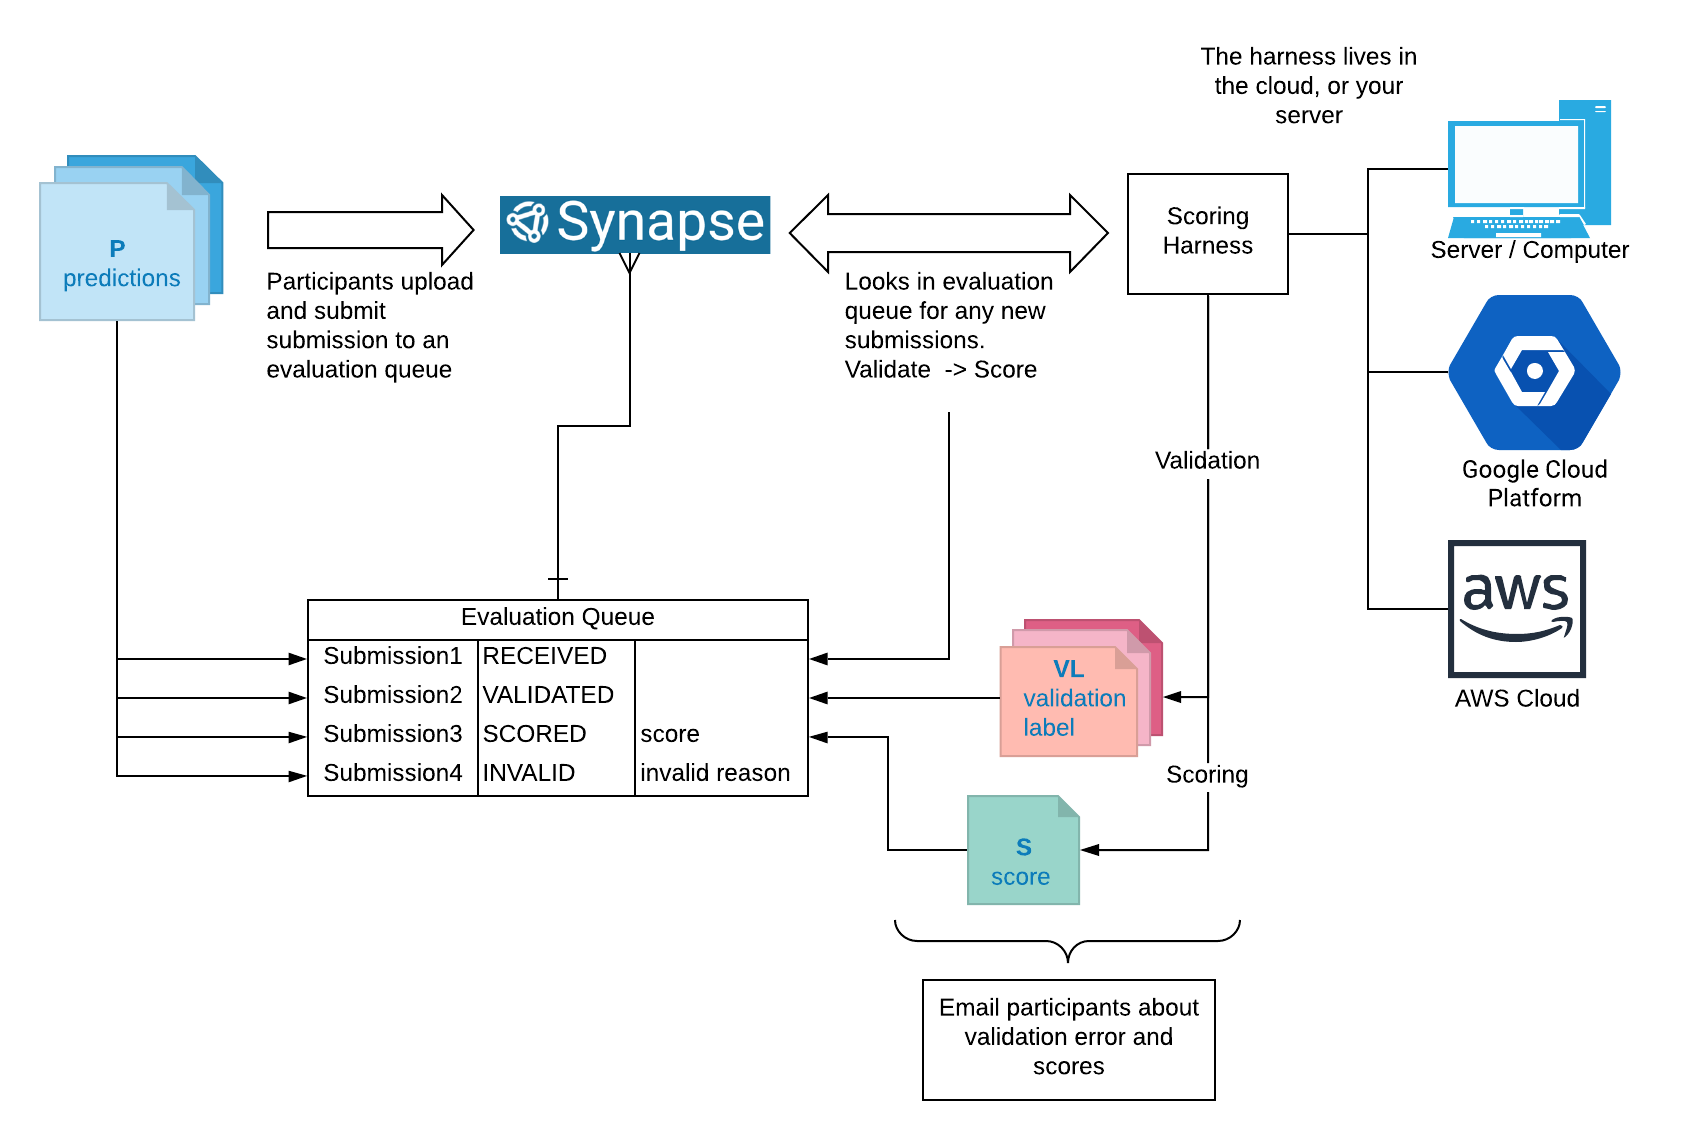 The harness lives in
the cloud, or your
server
P
predictions
Synapse
Scoring
Harness
Server / Computer
Participants upload
and submit
submission to an
evaluation queue
Looks in evaluation
queue for any new
submissions.
Validate -> Score
Validation
Google Cloud
Platform
aws
AWS Cloud
Evaluation Queue
Submission1 RECEIVED
Submission2 VALIDATED
Submission3 SCORED score
Submission4 INVALID invalid reason
VL
validation
label
Scoring
S
score
Email participants about
validation error and
scores